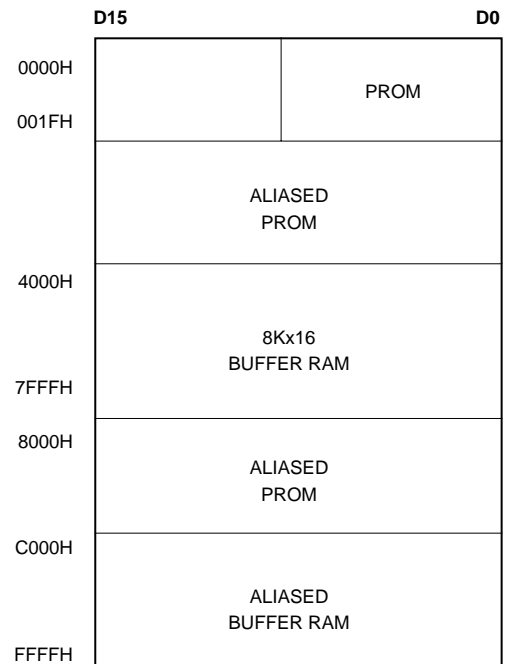 D15 D0
0000H
PROM
001FH
ALIASED
PROM
4000H
8Kx16
BUFFER RAM
7FFFH
8000H
ALIASED
PROM
C000H
ALIASED
BUFFER RAM
FFFFH